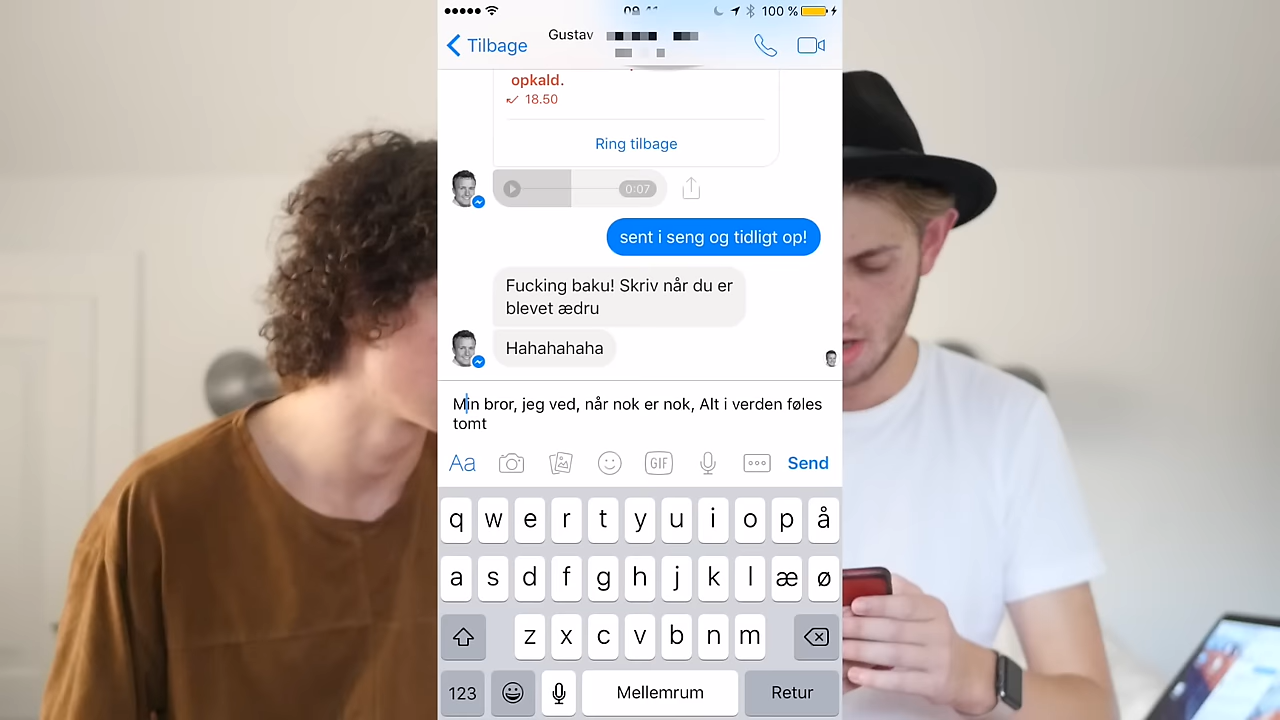 100 %
Gustav
Tilbage
opkald.
18.50
Ring tilbage
0:07
sent i seng og tidligt op!
Fucking baku! Skriv når du er
blevet ædru
Hahahahaha
Min bror, jeg ved, når nok er nok, Alt i verden føles
tomt
Aa
GIF
Send
q w e r t y u i o p å
a s d f g h j k l æ ø
z x c v b n m
123
Mellemrum
Retur